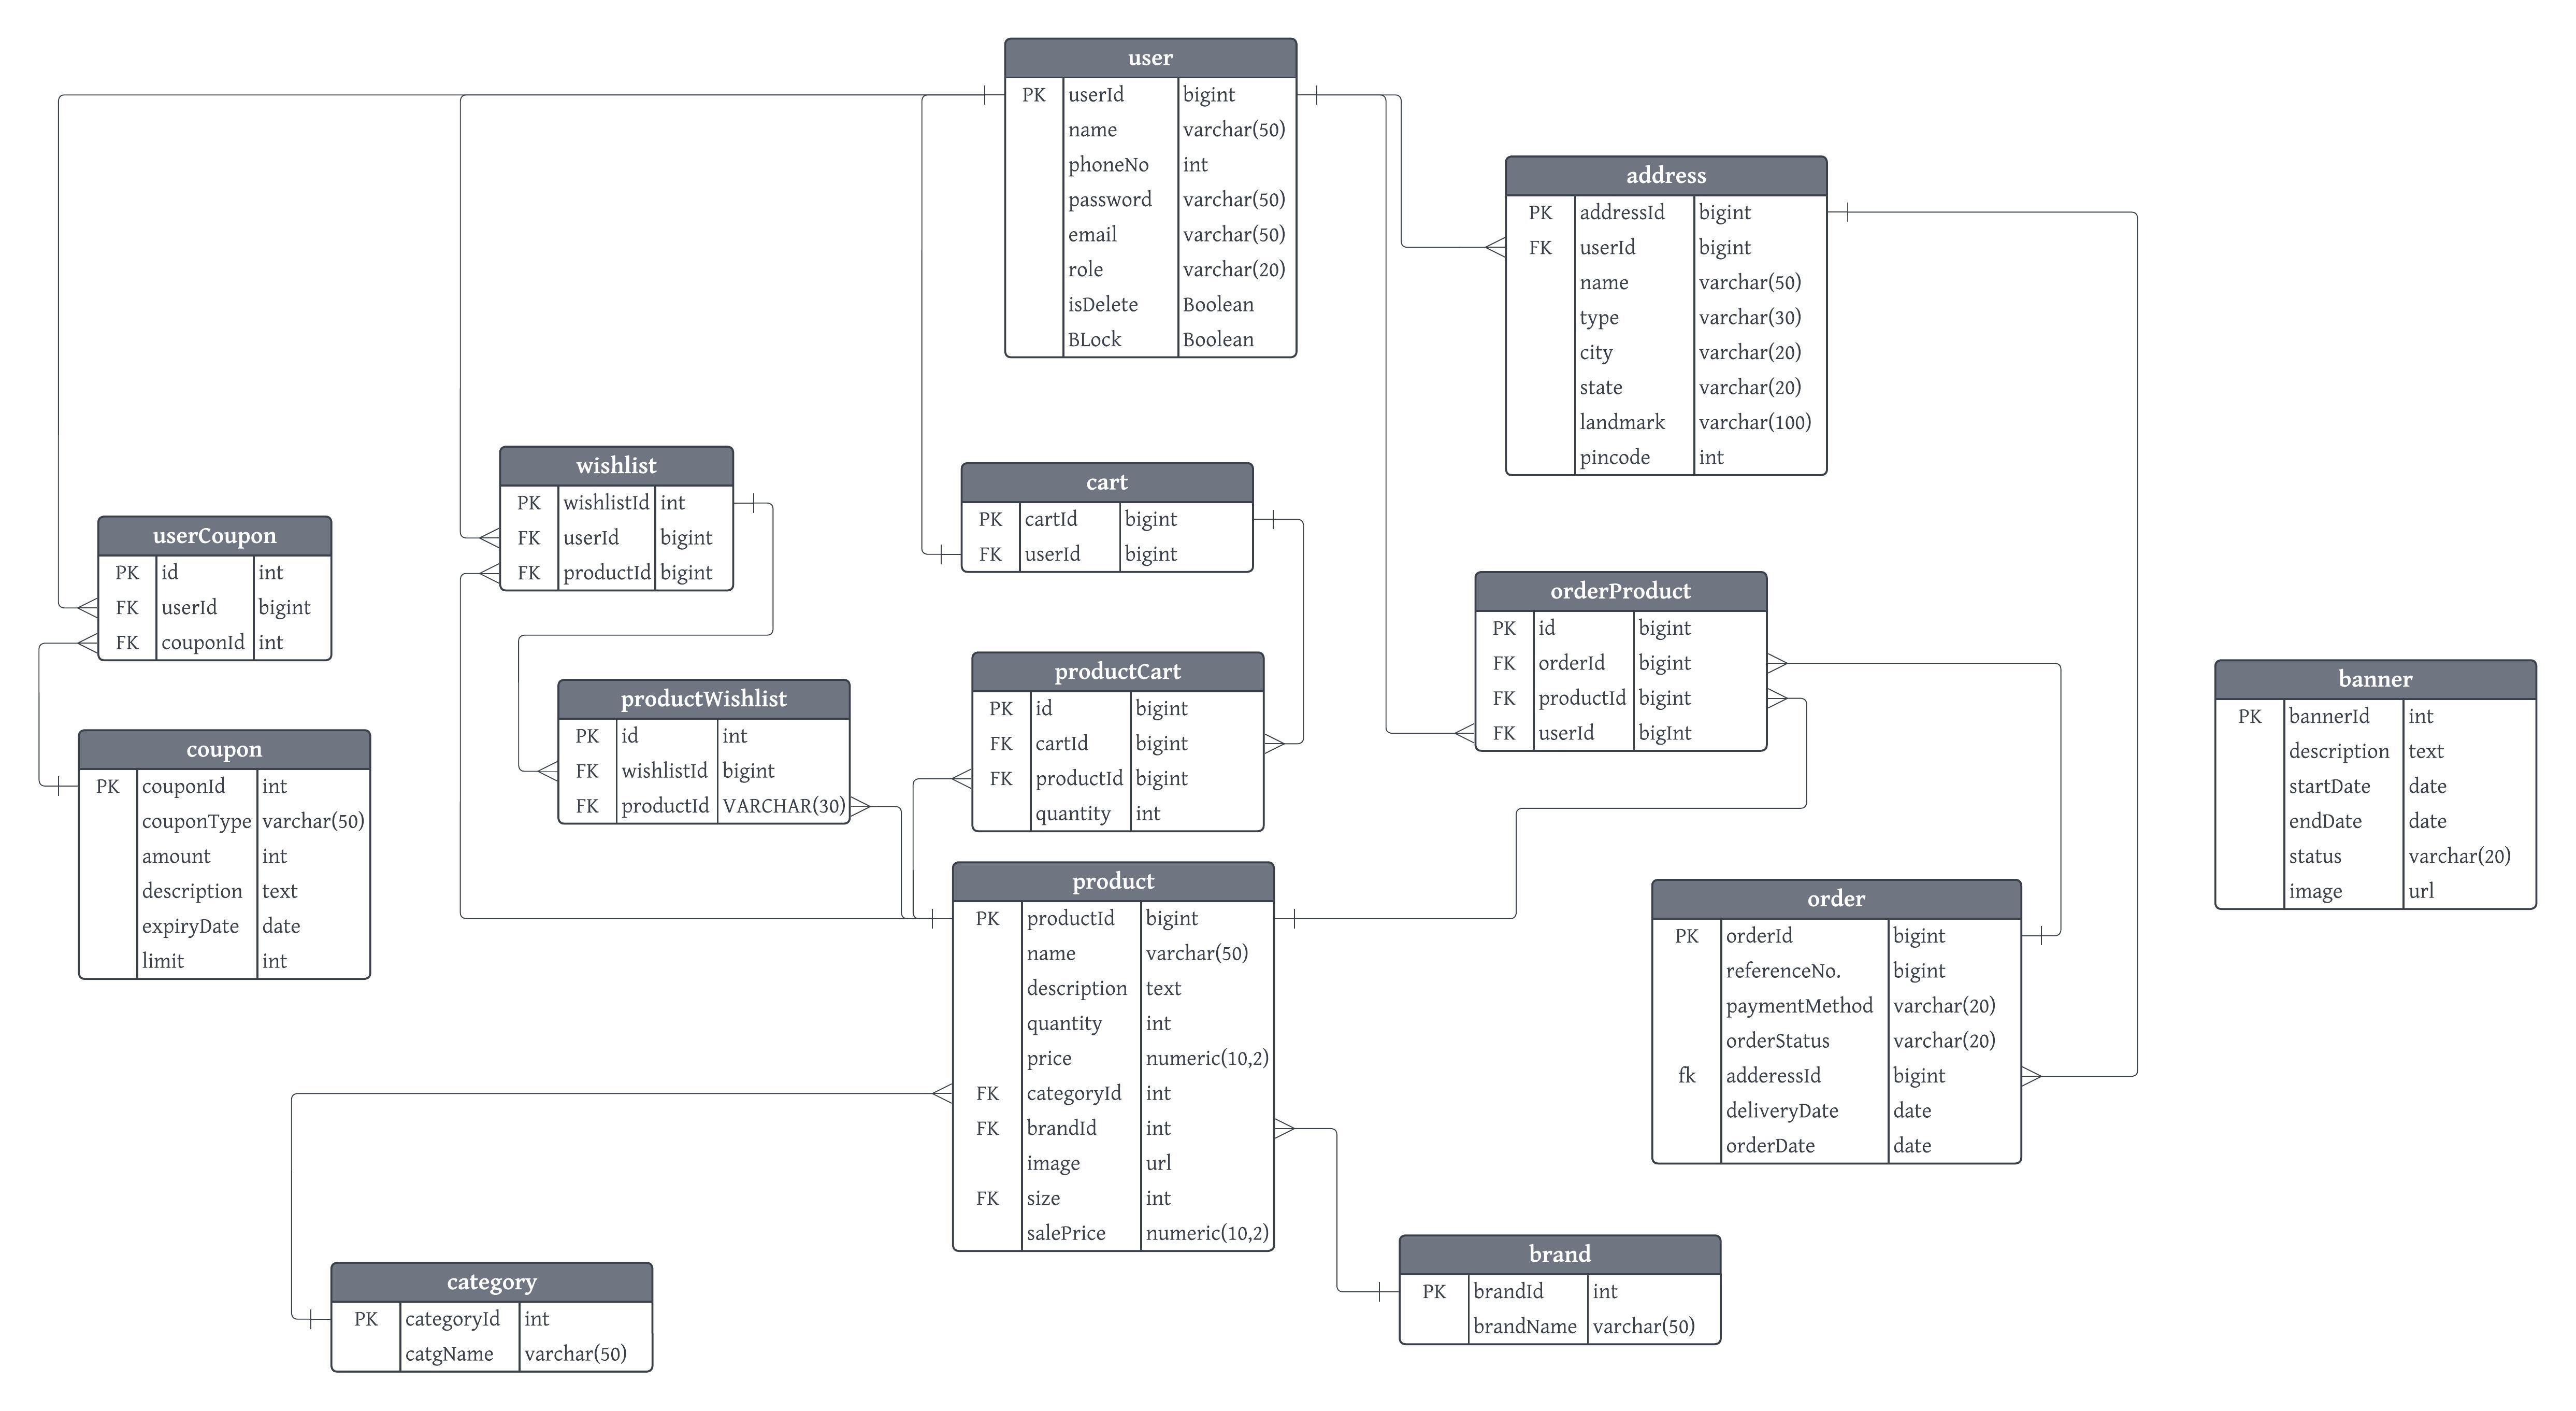 user
PK userId bigint
name varchar(50)
phoneNo int
password varchar(50)
email varchar(50)
role varchar(20)
isDelete Boolean
BLock Boolean
address
PK addressId bigint
FK userId bigint
name varchar(50)
type varchar(30)
city varchar(20)
state varchar(20)
landmark varchar(100)
pincode int
wishlist
PK wishlistId int
FK userId bigint
FK productId bigint
cart
PK cartId bigint
FK userId bigint
userCoupon
PK id int
FK userId bigint
FK couponId int
orderProduct
PK id bigint
FK orderId bigint
FK productId bigint
FK userId bigInt
productCart
PK id bigint
FK cartId bigint
FK productId bigint
quantity int
banner
PK bannerId int
description text
startDate date
endDate date
status varchar(20)
image url
productWishlist
PK id int
FK wishlistId bigint
FK productId VARCHAR(30)
coupon
PK couponId int
couponType varchar(50)
amount int
description text
expiryDate date
limit int
product
PK productId bigint
name varchar(50)
description text
quantity int
price numeric(10,2)
FK categoryId int
FK brandId int
image url
FK size int
salePrice numeric(10,2)
order
PK orderId bigint
referenceNo. bigint
paymentMethod varchar(20)
orderStatus varchar(20)
fk adderessId bigint
deliveryDate date
orderDate date
brand
PK brandId int
brandName varchar(50)
category
PK categoryId int
catgName varchar(50)